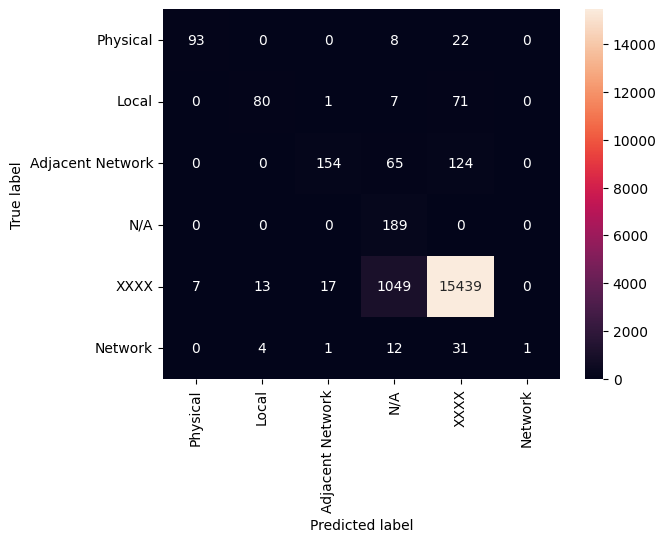 Physical 93 0 0 8 22 0
Local 0 80 1 7 71 0
Adjacent Network 0 0 154 65 124 0
N/A 0 0 0 189 0 0
XXXX 7 13 17 1049 15439 0
Network 0 4 1 12 31 1
True label
Physical
Local
Adjacent Network
N/A
XXXX
Network
Predicted label
14000
12000
10000
8000
6000
4000
2000
0